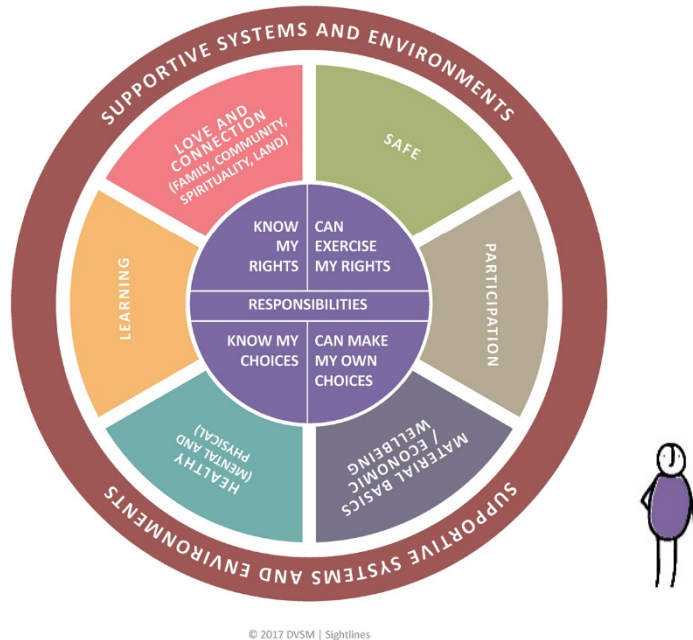 SUPPORTIVE SYSTEMS AND ENVIRONMENTS
LOVE AND
CONNECTION
(FAMILY, COMMUNITY,
SPIRITUALITY, LAND)
SAFE
KNOW
MY
RIGHTS
CAN
EXERCISE
MY RIGHTS
LEARNING
PARTICIPATION
RESPONSIBILITIES
KNOW MY
CHOICES
CAN MAKE
MY OWN
CHOICES
HEALTHY
(MENTAL AND
PHYSICAL)
MATERIAL BASICS
/ ECONOMIC
WELLBEING
SUPPORTIVE SYSTEMS AND ENVIRONMENTS
© 2017 DVSM | Sightlines